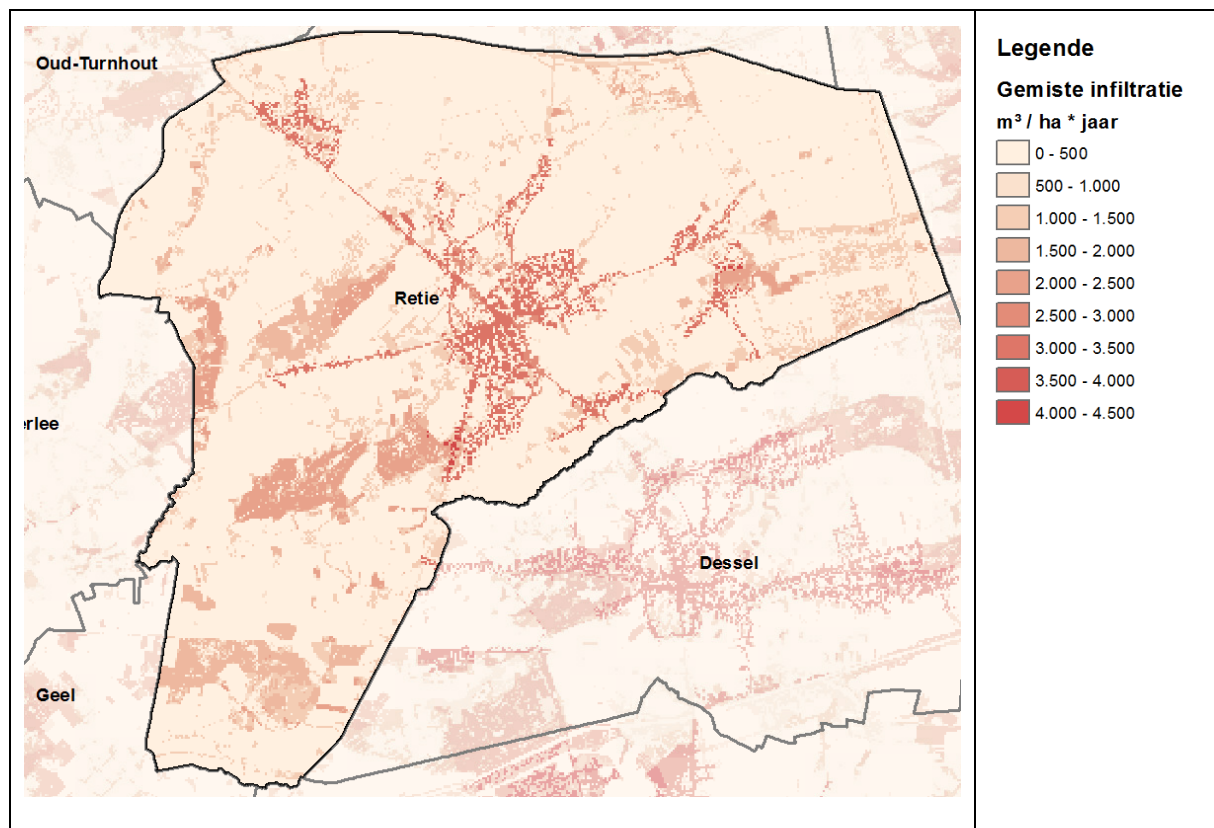 Oud-Turnhout
Retie
erlee
Dessel
Geel
Legende
Gemiste infiltratie
m³ / ha * jaar
0 - 500
500 - 1.000
1.000 - 1.500
1.500 - 2.000
2.000 - 2.500
2.500 - 3.000
3.000 - 3.500
3.500 - 4.000
4.000 - 4.500